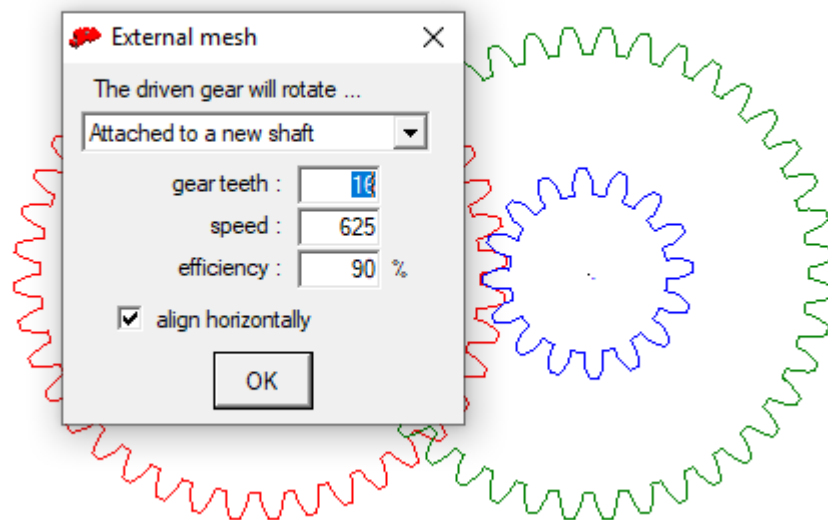 External mesh
The driven gear will rotate ...
Attached to a new shaft
gear teeth : 16
speed : 625
efficiency : 90 %
align horizontally
OK